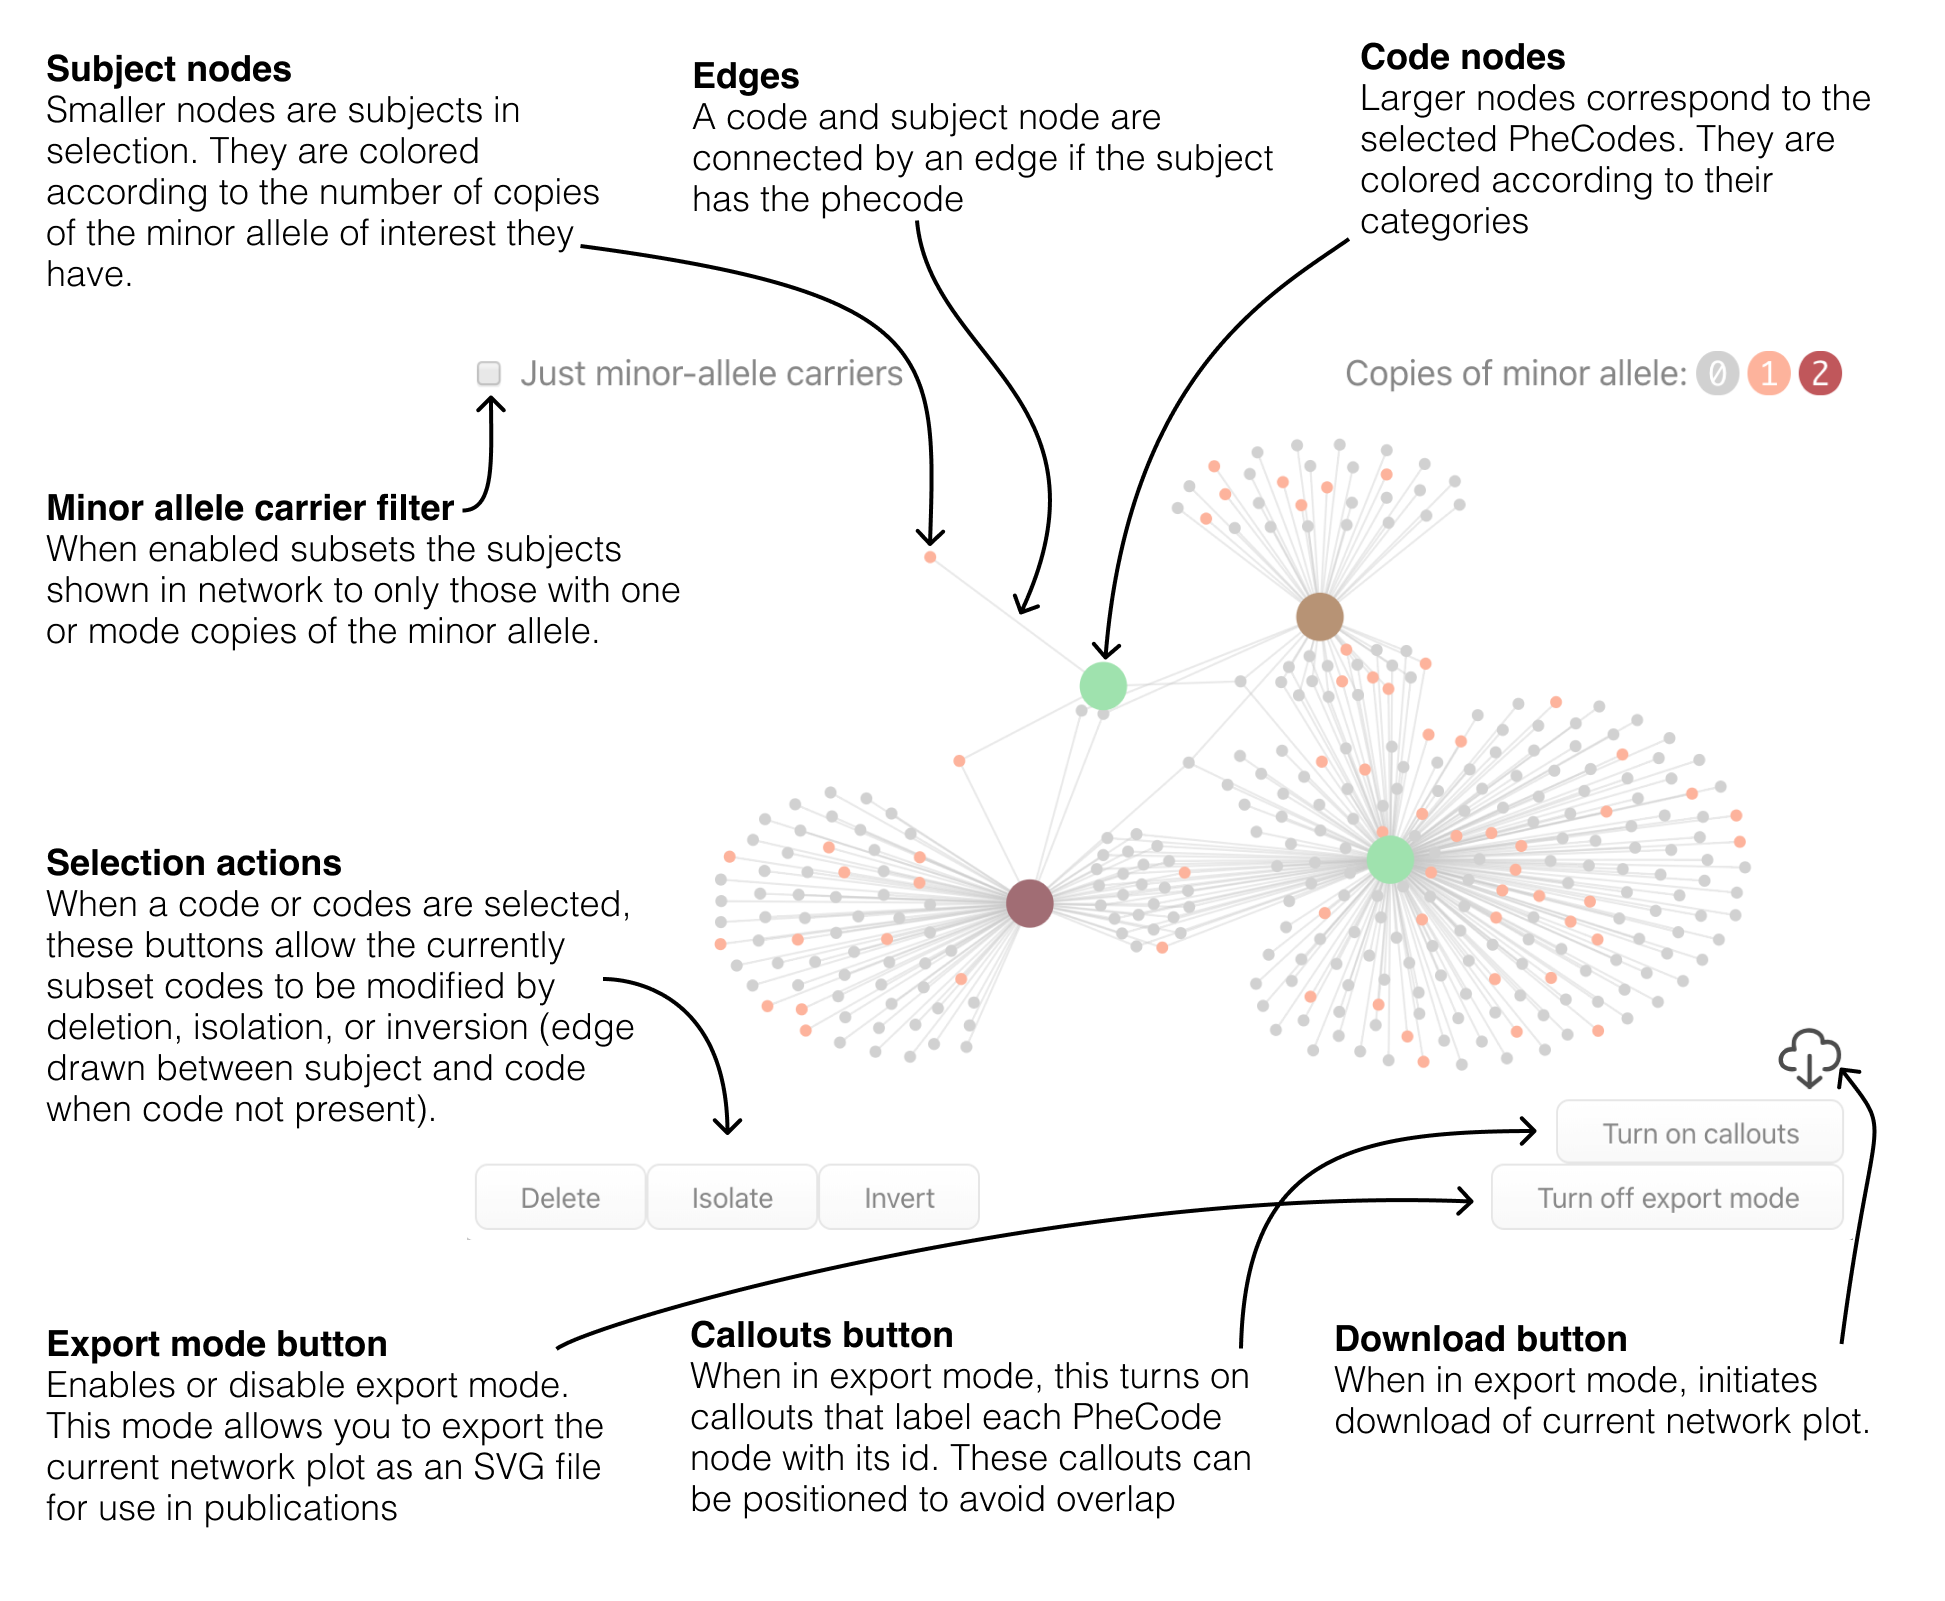 Subject nodes
Smaller nodes are subjects in
selection. They are colored
according to the number of copies
of the minor allele of interest they
have.
Edges
A code and subject node are
connected by an edge if the subject
has the phecode
Code nodes
Larger nodes correspond to the
selected PheCodes. They are
colored according to their
categories
Just minor-allele carriers
Copies of minor allele: 0 1 2
Minor allele carrier filter
When enabled subsets the subjects
shown in network to only those with one
or mode copies of the minor allele.
Selection actions
When a code or codes are selected,
these buttons allow the currently
subset codes to be modified by
deletion, isolation, or inversion (edge
drawn between subject and code
when code not present).
Turn on callouts
Delete Isolate Invert
Turn off export mode
Export mode button
Enables or disable export mode.
This mode allows you to export the
current network plot as an SVG file
for use in publications
Callouts button
When in export mode, this turns on
callouts that label each PheCode
node with its id. These callouts can
be positioned to avoid overlap
Download button
When in export mode, initiates
download of current network plot.